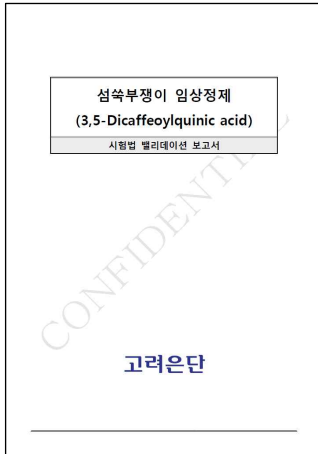 섬쑥부쟁이 임상정제
(3,5-Dicaffeoylquinic acid)
시험법 밸리데이션 보고서
CONFIDENTIAL
고려은단